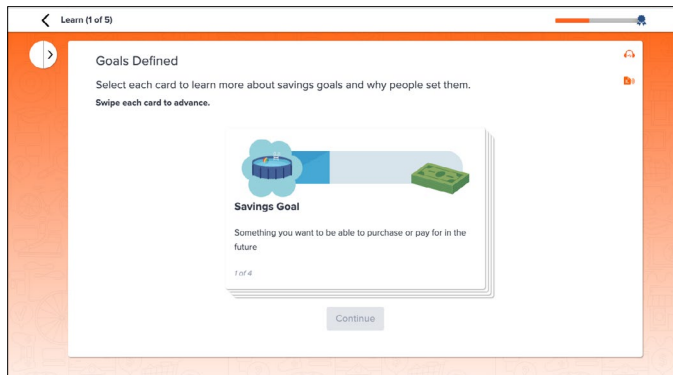 Learn (1 of 5)
Goals Defined
Select each card to learn more about savings goals and why people set them.
Swipe each card to advance.
Savings Goal
Something you want to be able to purchase or pay for in the
future
1 of 4
Continue